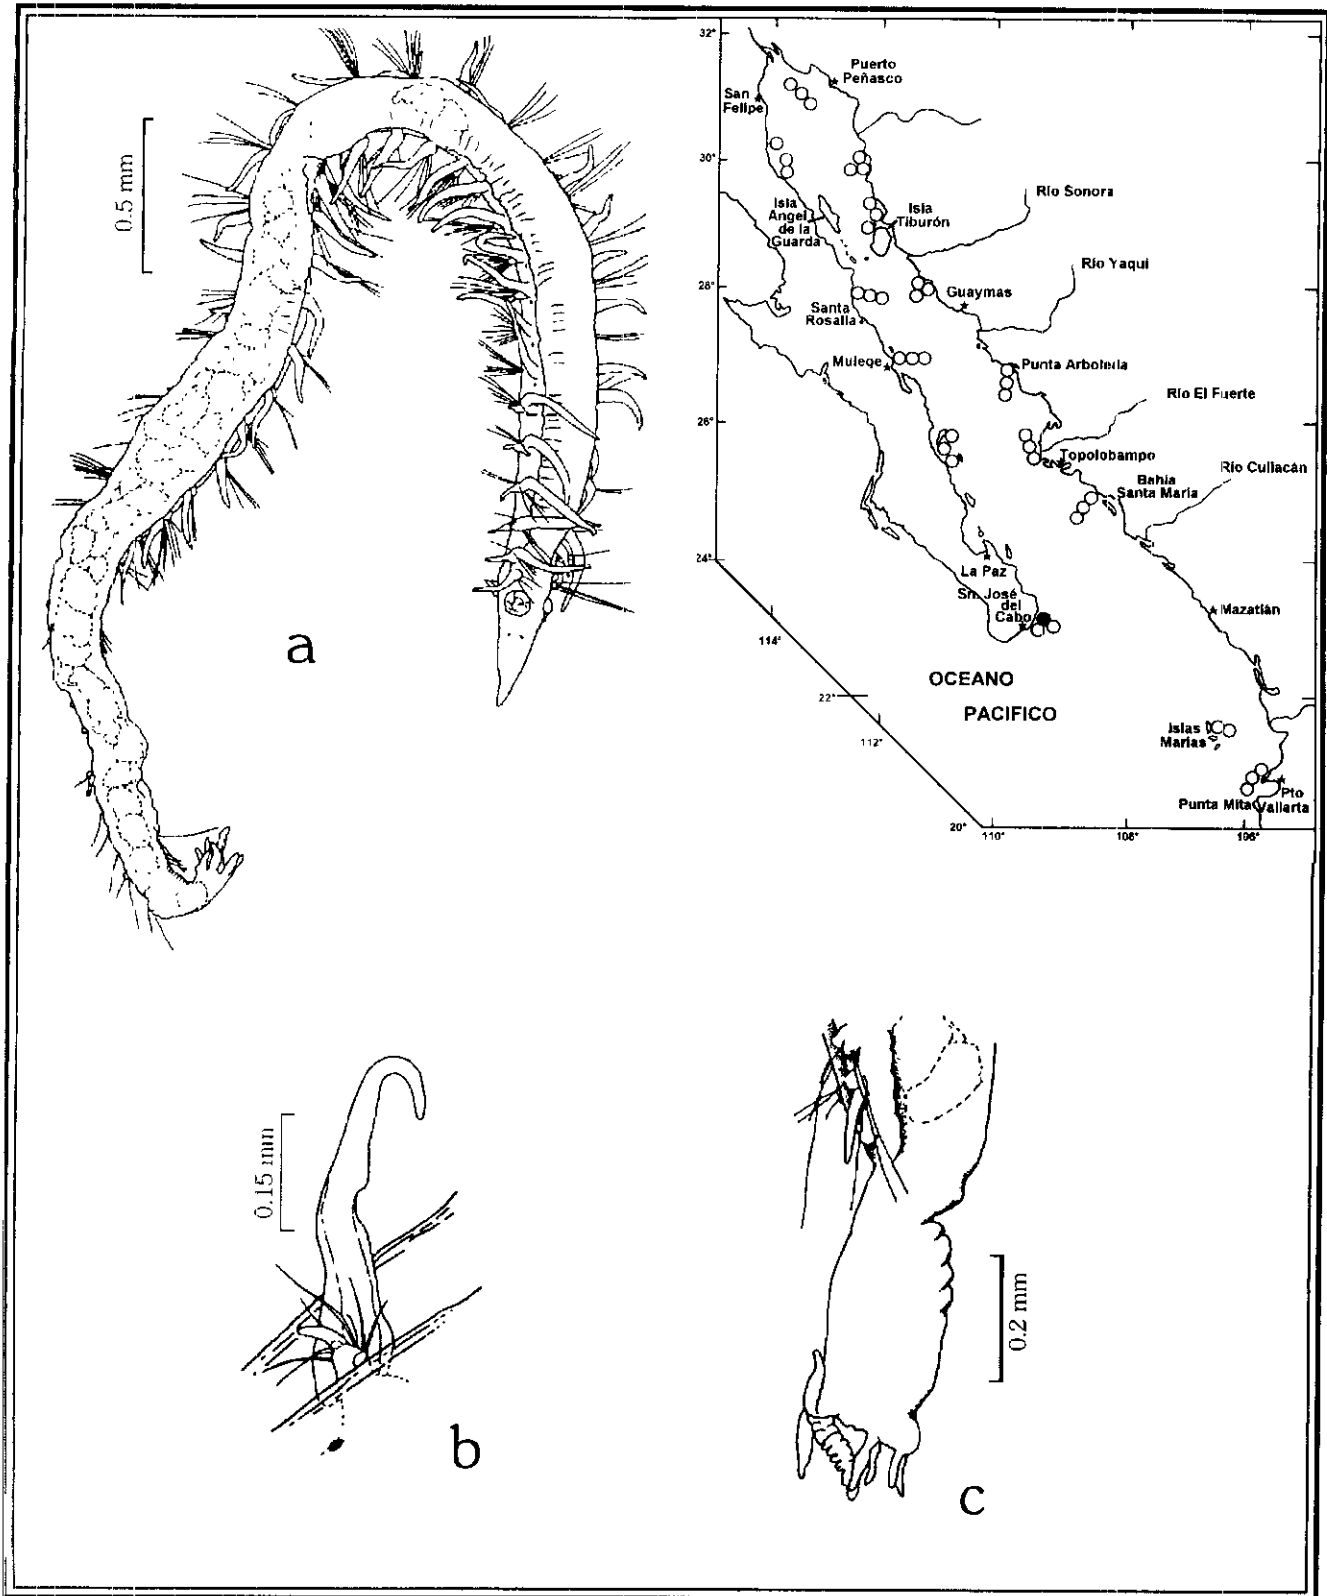 0.5 mm
a
32°
30°
28°
26°
24°
22°
20°
114°
112°
110°
108°
106°
Puerto
Peñasco
San
Felipe
Río Sonora
Isla
Angel
de la
Guarda
Isla
Tiburón
Río Yaqui
Guaymas
Santa
Rosalía
Mulege
Punta Arboleda
Río El Fuerte
Topolobampo
Río Culiacán
Bahía
Santa María
La Paz
Sn. José
del
Cabo
Mazatlán
OCEANO
PACIFICO
Islas
Marías
Punta Mita
Pto
Vallarta
0.15 mm
b
0.2 mm
c